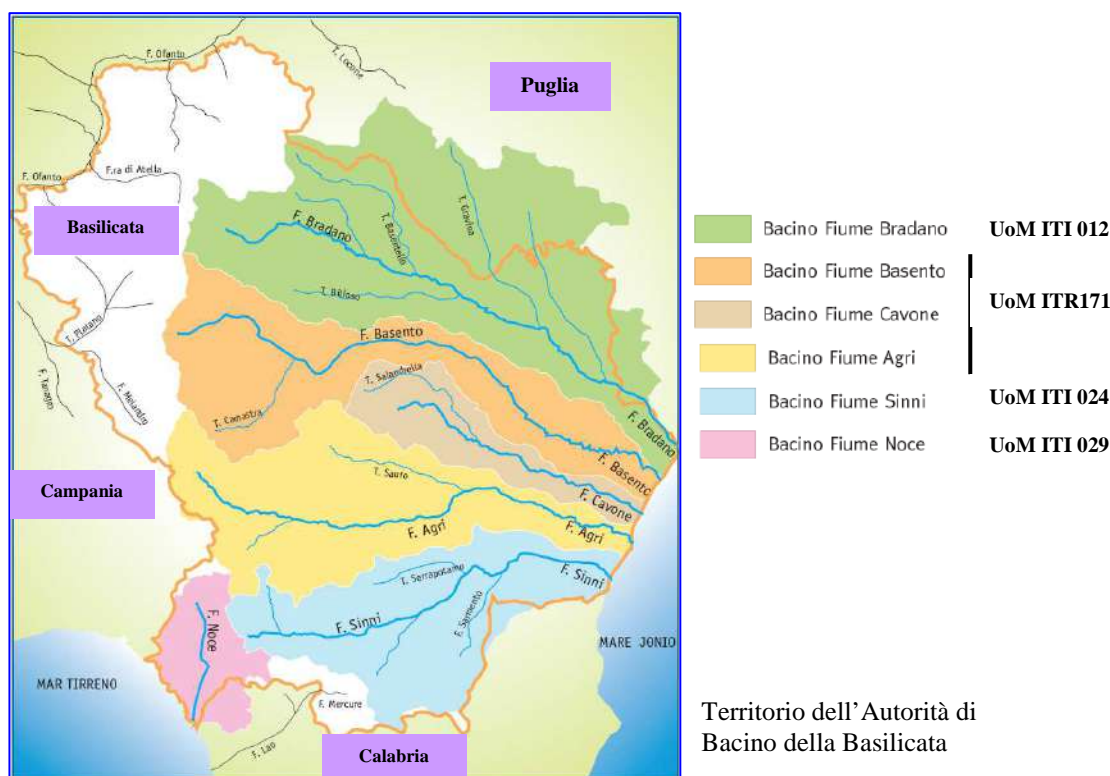 F. Ofanto
T. Locone
Puglia
F. Ofanto
F.ra di Atella
Basilicata
F. Bradano
T. Basentello
T. Gravina
T. Bilioso
T. Platano
F. Tanagro
F. Melandro
F. Basento
T. Camastra
T. Salandrella
F. Bradano
F. Basento
F. Cavone
Campania
T. Sauro
F. Agri
F. Agri
T. Serrapotamo
F. Sinni
F. Sinni
F. Sarmento
F. Noce
MARE JONIO
MAR TIRRENO
F. Mercure
F. Lao
Calabria
Bacino Fiume Bradano UoM ITI 012
Bacino Fiume Basento
Bacino Fiume Cavone UoM ITR171
Bacino Fiume Agri
Bacino Fiume Sinni UoM ITI 024
Bacino Fiume Noce UoM ITI 029
Territorio dell'Autorità di
Bacino della Basilicata